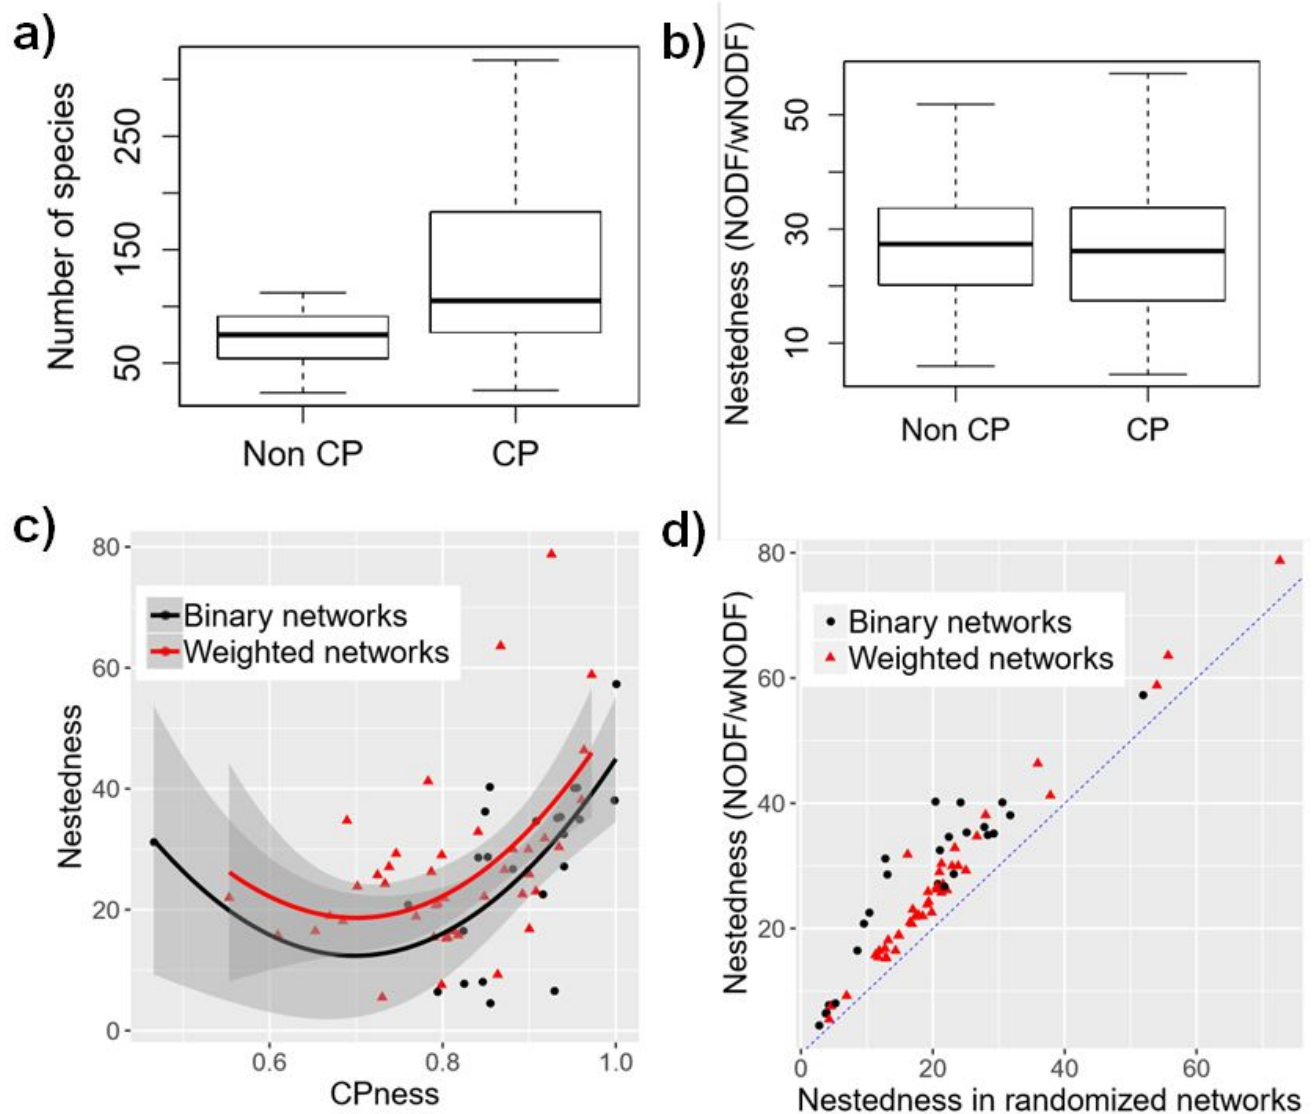 a)
Number of species
250
150
50
Non CP
CP
b)
Nestedness (NODF/wNODF)
50
30
10
Non CP
CP
c)
Nestedness
80
60
40
20
0
Binary networks
Weighted networks
0.6
0.8
1.0
CPness
d)
Nestedness (NODF/wNODF)
80
60
40
20
Binary networks
Weighted networks
0
20
40
60
Nestedness in randomized networks